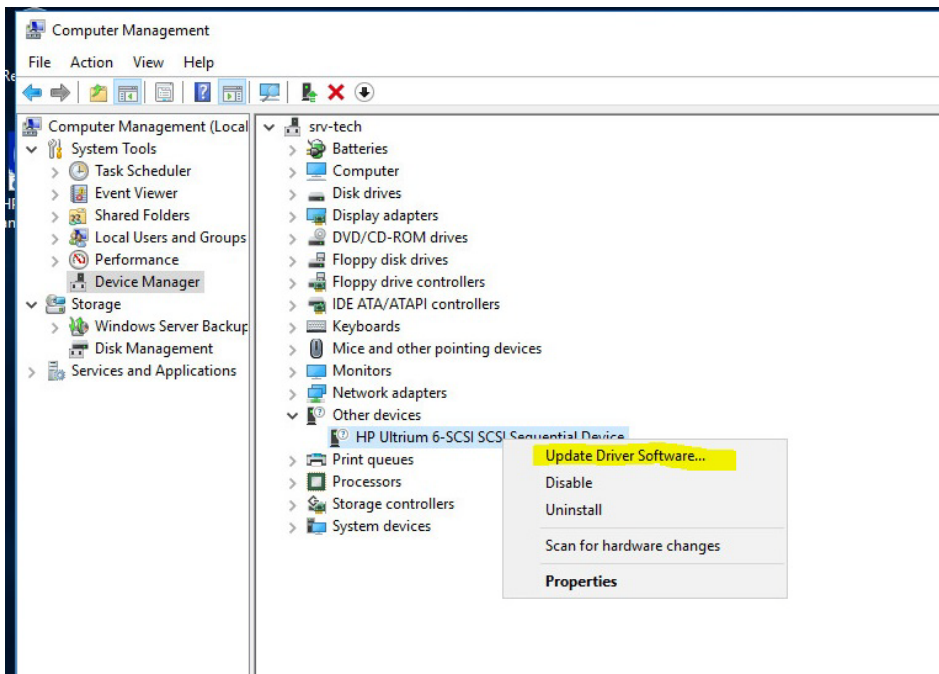 Computer Management
File Action View Help
Computer Management (Local
System Tools
Task Scheduler
Event Viewer
Shared Folders
Local Users and Groups
Performance
Device Manager
Storage
Windows Server Backup
Disk Management
Services and Applications
srv-tech
Batteries
Computer
Disk drives
Display adapters
DVD/CD-ROM drives
Floppy disk drives
Floppy drive controllers
IDE ATA/ATAPI controllers
Keyboards
Mice and other pointing devices
Monitors
Network adapters
Other devices
HP Ultrium 6-SCSI SCSI Sequential Device
Print queues
Processors
Storage controllers
System devices
Update Driver Software...
Disable
Uninstall
Scan for hardware changes
Properties